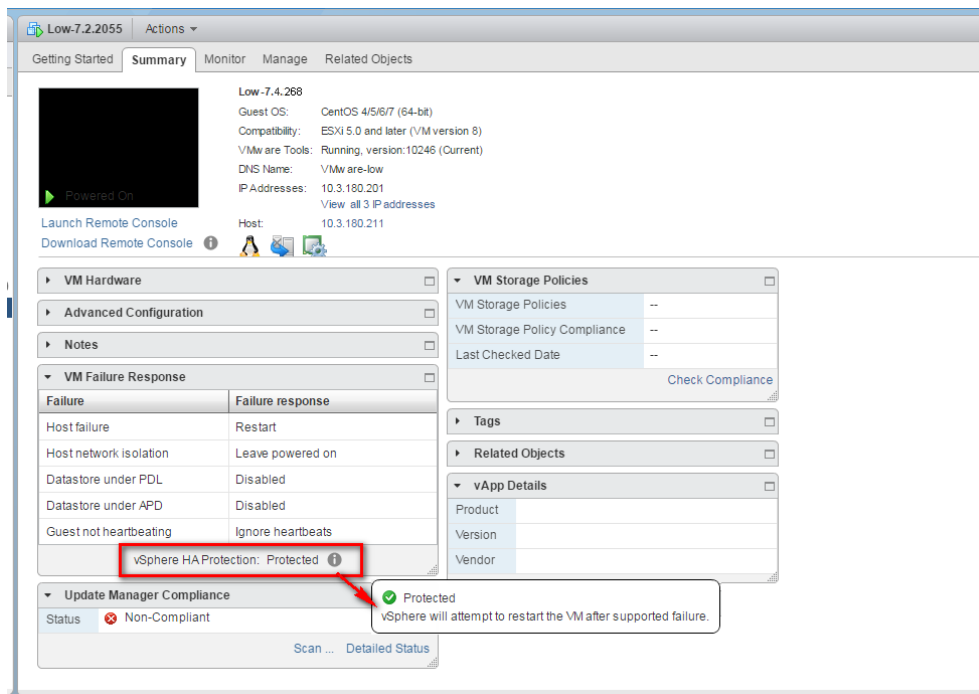 Low-7.2.2055 Actions
Getting Started Summary Monitor Manage Related Objects
Low-7.4.268
Guest OS: CentOS 4/5/6/7 (64-bit)
Compatibility: ESXi 5.0 and later (VM version 8)
VMware Tools: Running, version:10246 (Current)
DNS Name: VMware-low
IP Addresses: 10.3.180.201
Powered On
View all 3 IP addresses
Launch Remote Console
Host: 10.3.180.211
Download Remote Console
VM Hardware
Advanced Configuration
Notes
VM Failure Response
Failure Failure response
Host failure Restart
Host network isolation Leave powered on
Datastore under PDL Disabled
Datastore under APD Disabled
Guest not heartbeating Ignore heartbeats
vSphere HA Protection: Protected
Update Manager Compliance
Status Non-Compliant
Scan ... Detailed Status
VM Storage Policies
VM Storage Policies --
VM Storage Policy Compliance --
Last Checked Date --
Check Compliance
Tags
Related Objects
vApp Details
Product
Version
Vendor
Protected
vSphere will attempt to restart the VM after supported failure.